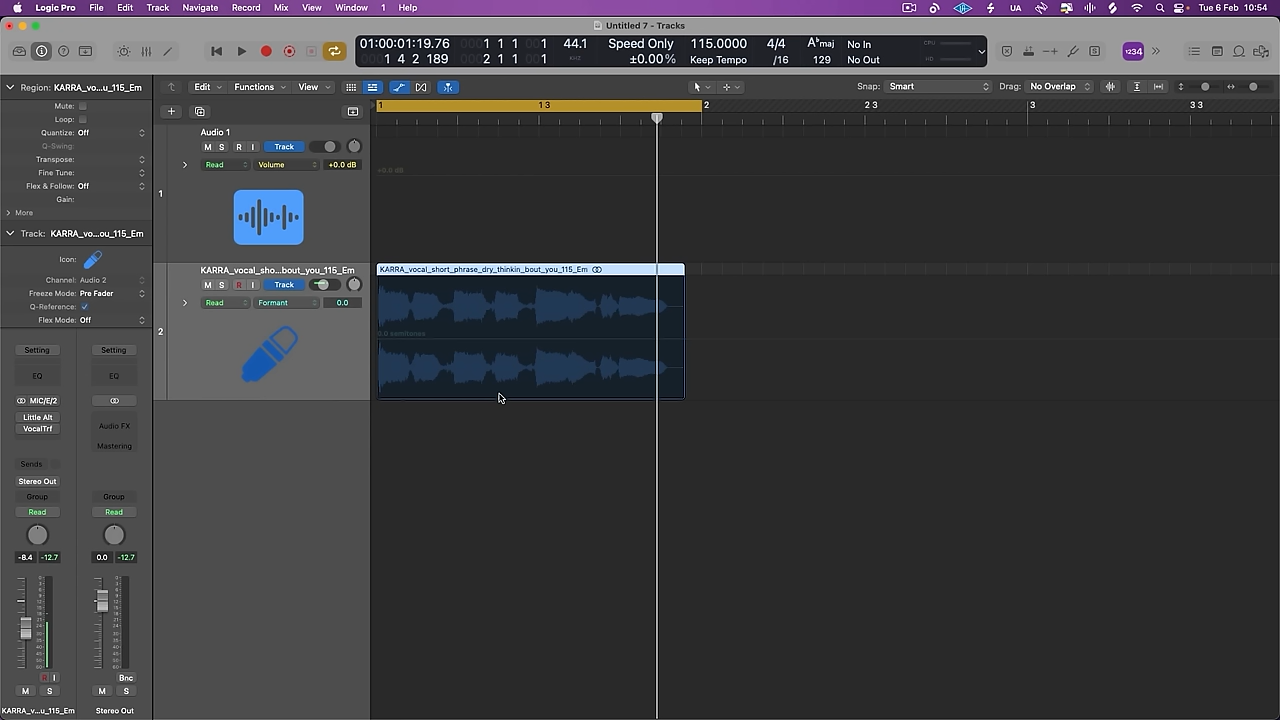 Logic Pro File Edit Track Navigate Record Mix View Window 1 Help UA Tue 6 Feb 10:54
Untitled 7 - Tracks
01:00:01:19.76 1 1 1 44.1 Speed Only 115.0000 4/4 A♭maj No In CPU
1 4 2 189 2 1 1 1 KHz ±0.00% Keep Tempo /16 129 No Out HD
1234
Region: KARRA_vo...u_115_Em
Edit Functions View Snap: Smart Drag: No Overlap
Mute:
Loop:
Quantize: Off
Q-Swing:
Transpose:
Fine Tune:
Flex & Follow: Off
Gain:
More
1 1 3 2 2 3 3 3 3
Audio 1
M S R I Track
Read Volume +0.0 dB
+0.0 dB
1
Track: KARRA_vo...ou_115_Em
Icon:
Channel: Audio 2
Freeze Mode: Pre Fader
Q-Reference:
Flex Mode: Off
KARRA_vocal_sho...bout_you_115_Em
M S R I Track
Read Formant 0.0
2
KARRA_vocal_short_phrase_dry_thinkin_bout_you_115_Em
0.0 semitones
Setting Setting
EQ EQ
MIC/E/2
Little Alt
VocalTrf
Audio FX
Mastering
Sends
Stereo Out
Group Group
Read Read
-8.4 -12.7 0.0 -12.7
R I Bnc
M S M S
KARRA_v...u_115_Em Stereo Out